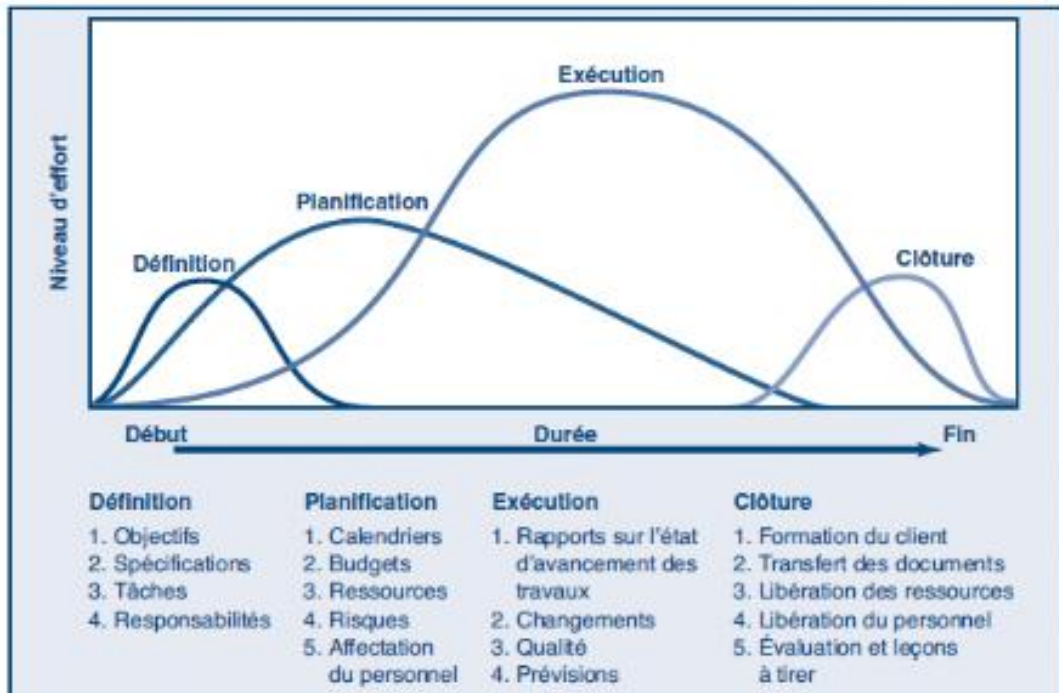 Exécution
Planification
Définition
Clôture
Niveau d'effort
Début
Durée
Fin
Définition
1. Objectifs
2. Spécifications
3. Tâches
4. Responsabilités
Planification
1. Calendriers
2. Budgets
3. Ressources
4. Risques
5. Affectation
du personnel
Exécution
1. Rapports sur l'état
d'avancement des
travaux
2. Changements
3. Qualité
4. Prévisions
Clôture
1. Formation du client
2. Transfert des documents
3. Libération des ressources
4. Libération du personnel
5. Évaluation et leçons
à tirer